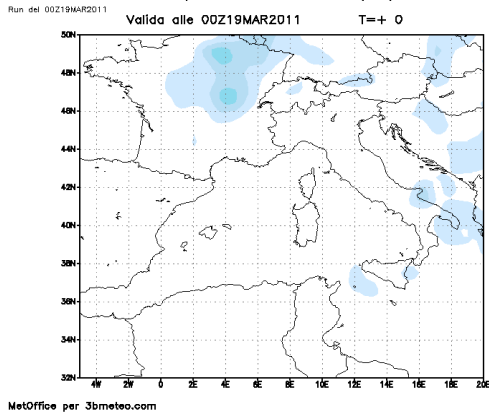 Run del 00Z19MAR2011
Valida alle 00Z19MAR2011 T=+ 0
50N
48N
46N
44N
42N
40N
38N
36N
34N
32N
4W 2W 0 2E 4E 6E 8E 10E 12E 14E 16E 18E 20E
MetOffice per 3bmeteo.com